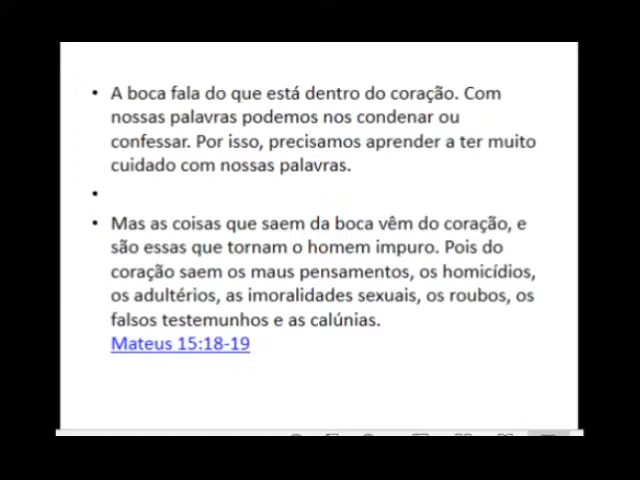 • A boca fala do que está dentro do coração. Com
nossas palavras podemos nos condenar ou
confessar. Por isso, precisamos aprender a ter muito
cuidado com nossas palavras.
•
• Mas as coisas que saem da boca vêm do coração, e
são essas que tornam o homem impuro. Pois do
coração saem os maus pensamentos, os homicídios,
os adultérios, as imoralidades sexuais, os roubos, os
falsos testemunhos e as calúnias.
Mateus 15:18-19